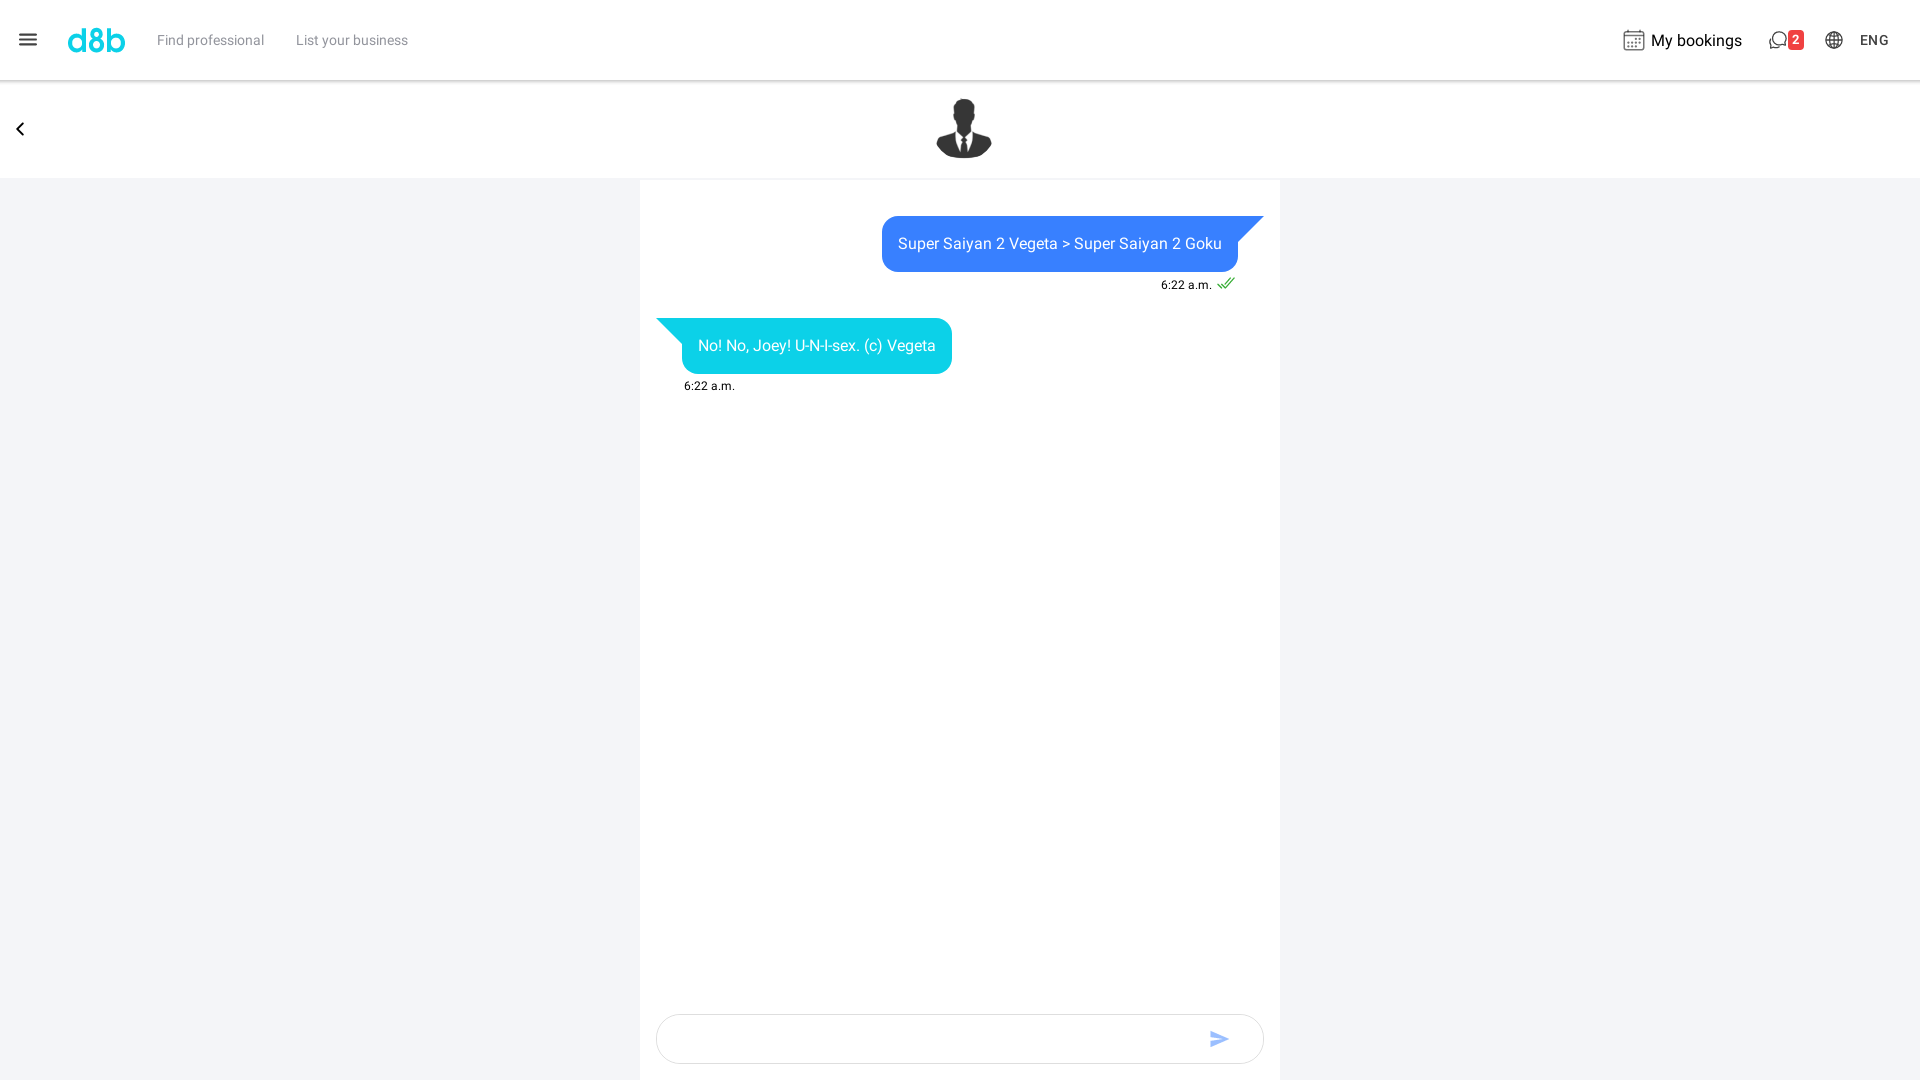 d8b
Find professional
List your business
My bookings
2
ENG
Super Saiyan 2 Vegeta > Super Saiyan 2 Goku
6:22 a.m.
No! No, Joey! U-N-I-sex. (c) Vegeta
6:22 a.m.